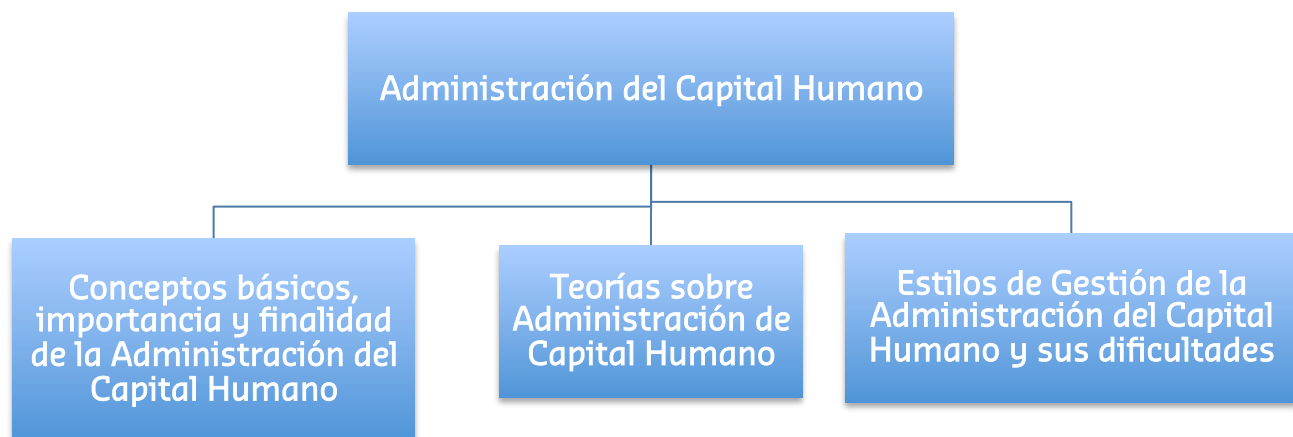 Administración del Capital Humano
Conceptos básicos,
importancia y finalidad
de la Administración del
Capital Humano
Teorías sobre
Administración de
Capital Humano
Estilos de Gestión de la
Administración del Capital
Humano y sus dificultades